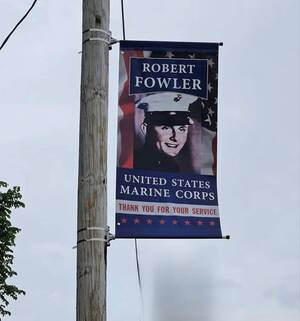 ROBERT
FOWLER
UNITED STATES
MARINE CORPS
THANK YOU FOR YOUR SERVICE